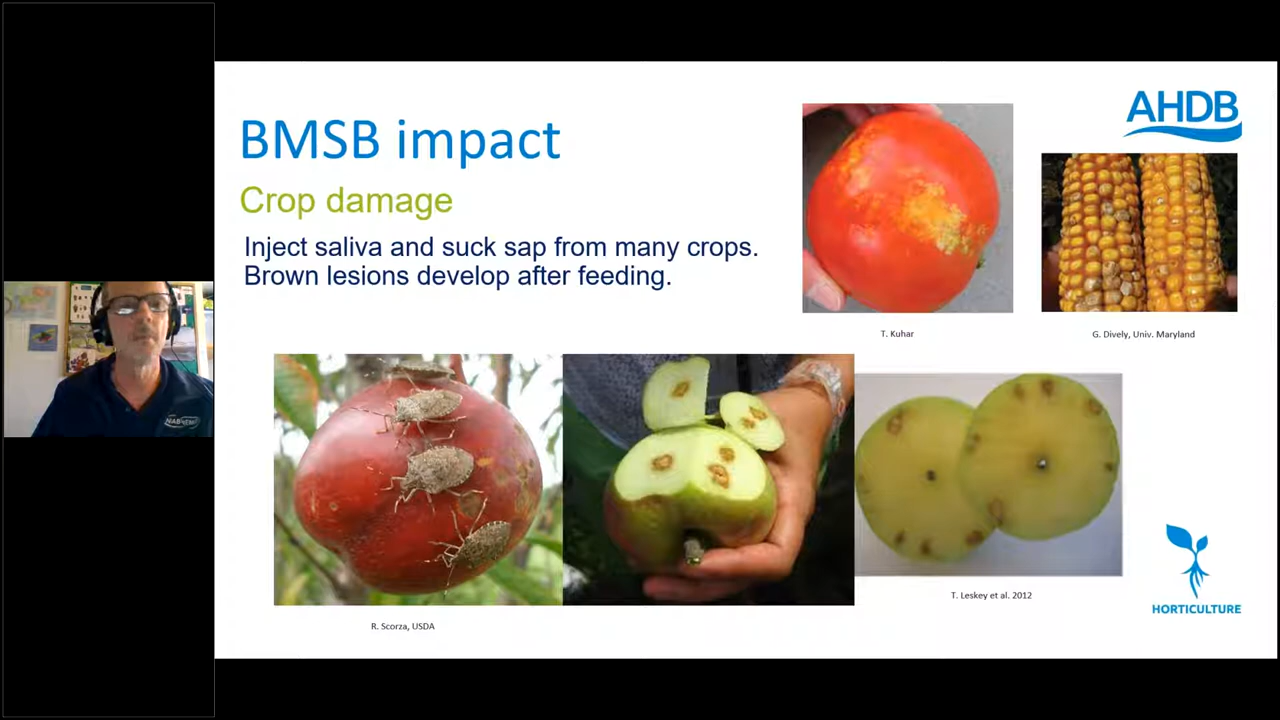 BMSB impact
AHDB
Crop damage
Inject saliva and suck sap from many crops.
Brown lesions develop after feeding.
T. Kuhar
G. Dively, Univ. Maryland
T. Leskey et al. 2012
HORTICULTURE
R. Scorza, USDA